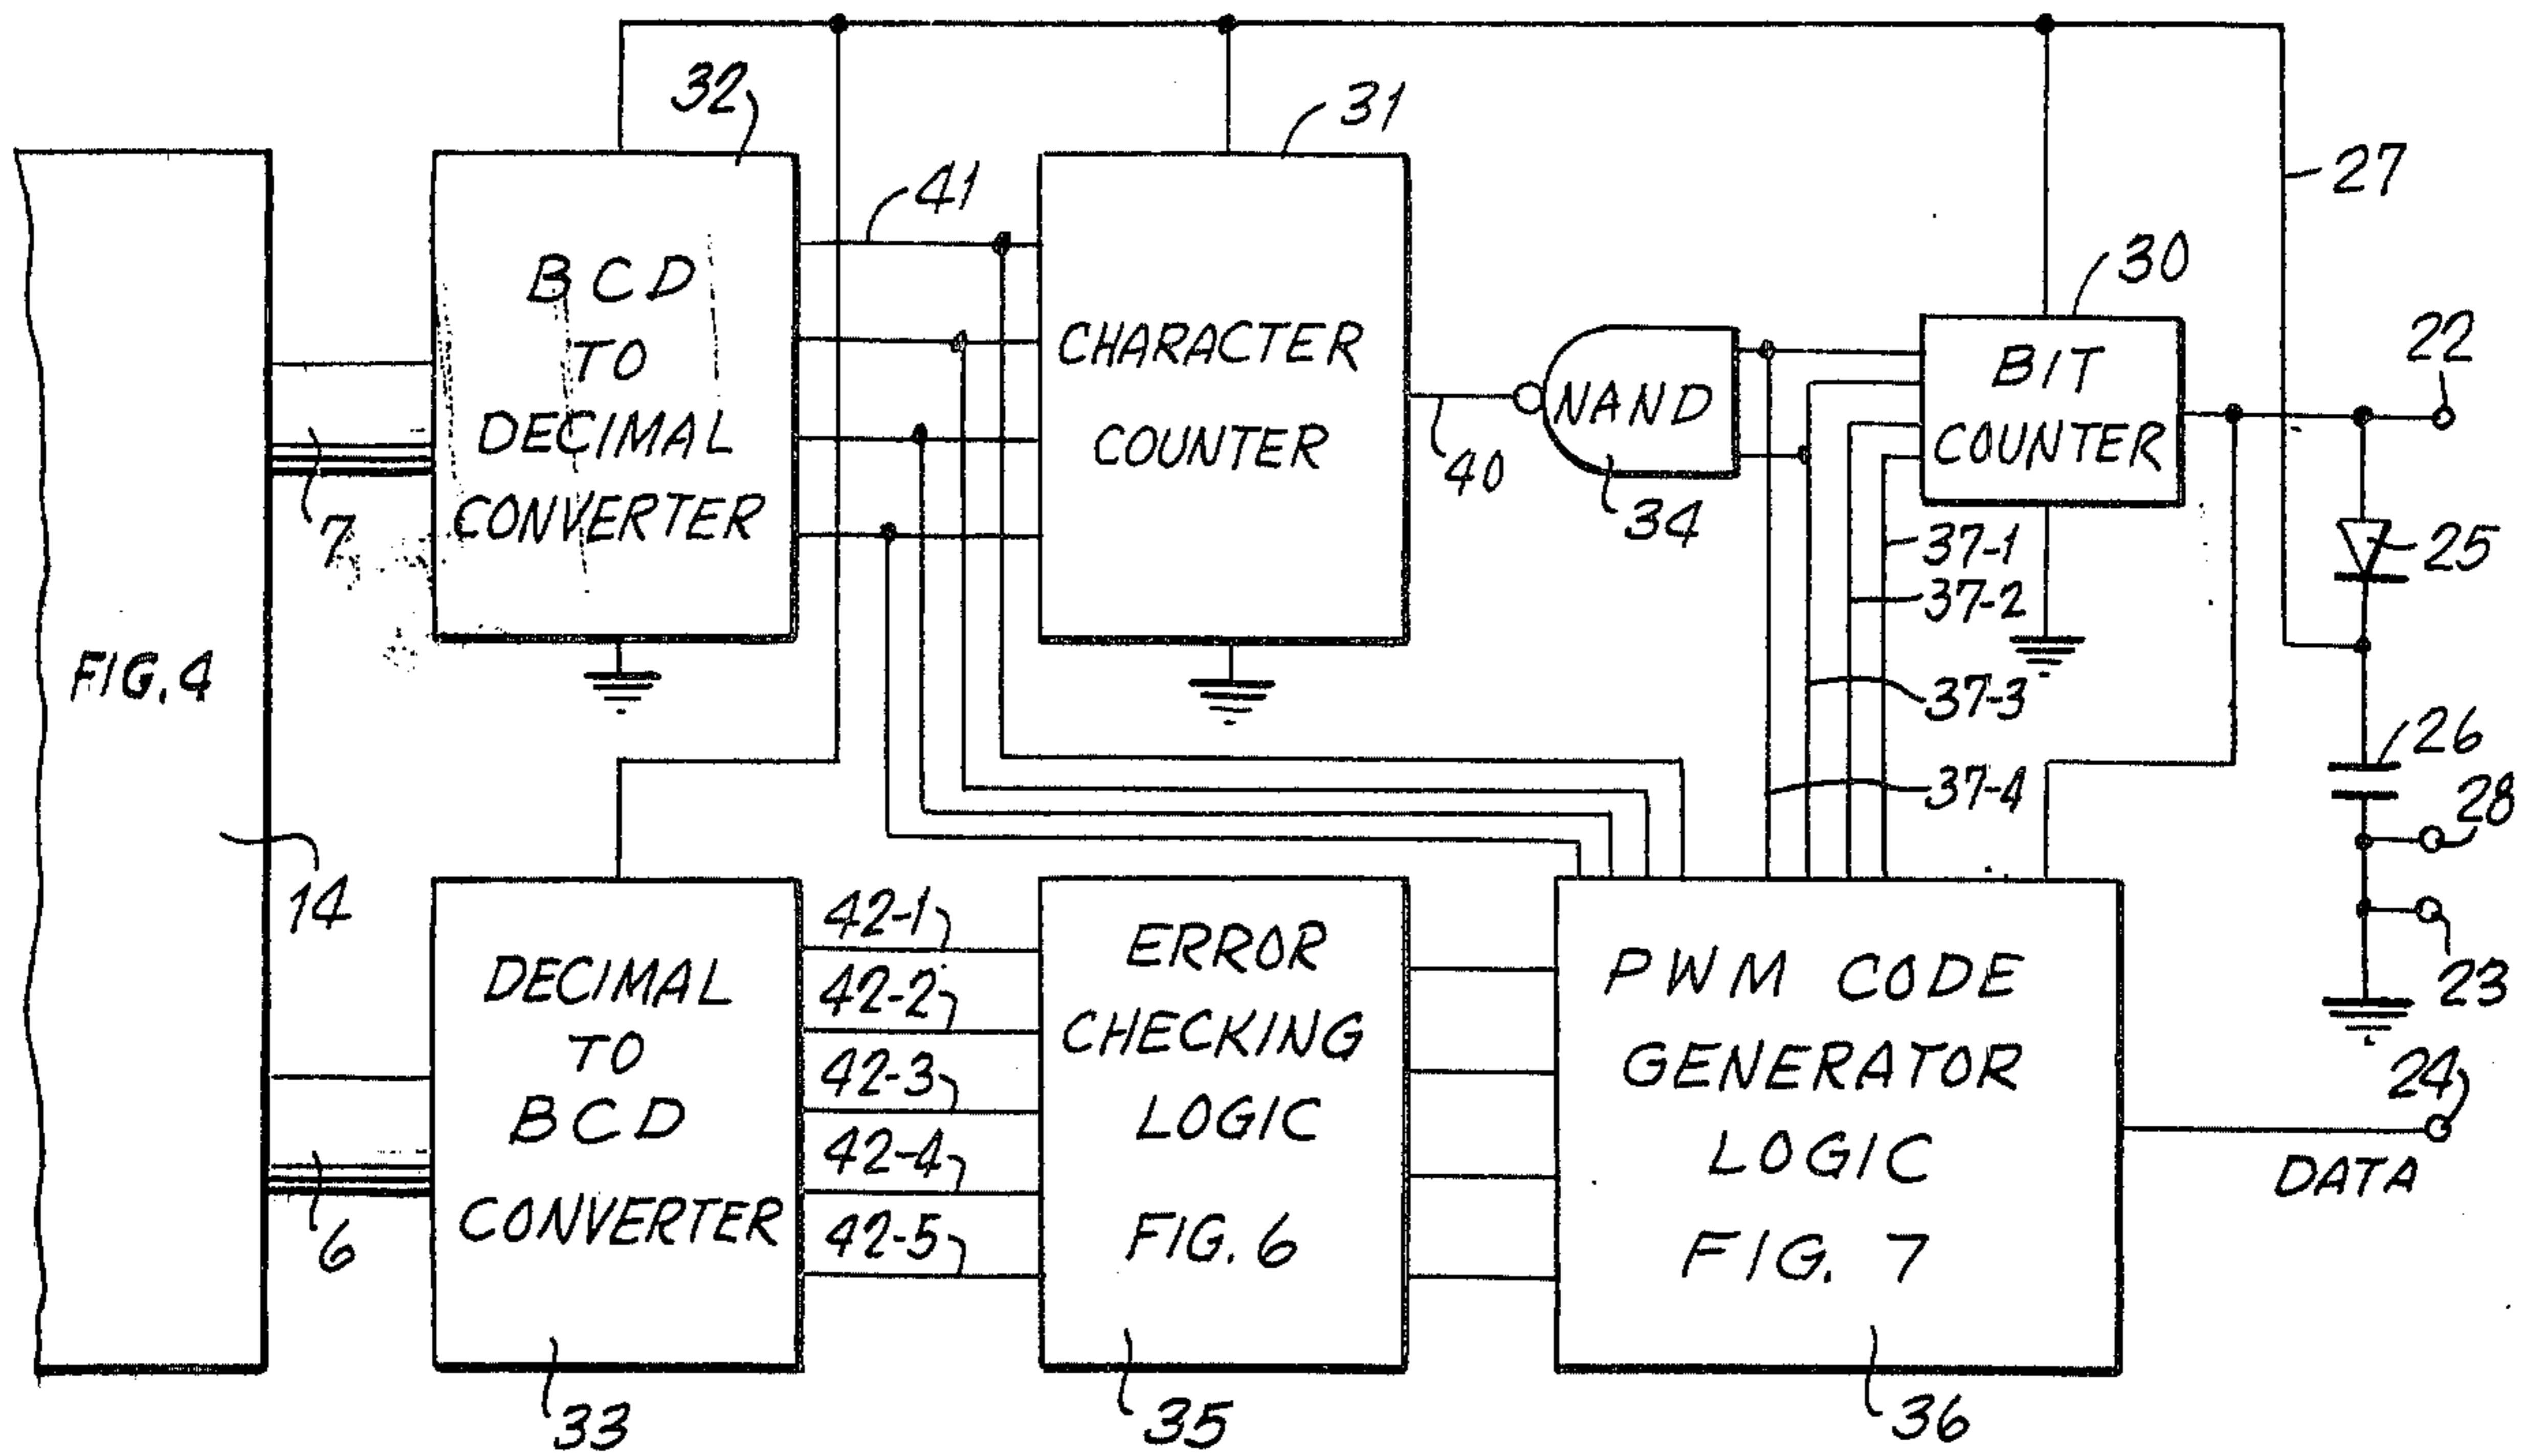 32
31
41
27
30
22
BCD
TO
DECIMAL
CONVERTER
CHARACTER
COUNTER
NAND
BIT
COUNTER
7
40
34
37-1
37-2
37-3
37-4
25
26
28
23
FIG. 4
14
42-1
42-2
42-3
42-4
42-5
DECIMAL
TO
BCD
CONVERTER
ERROR
CHECKING
LOGIC
FIG. 6
PWM CODE
GENERATOR
LOGIC
FIG. 7
24
DATA
6
33
35
36